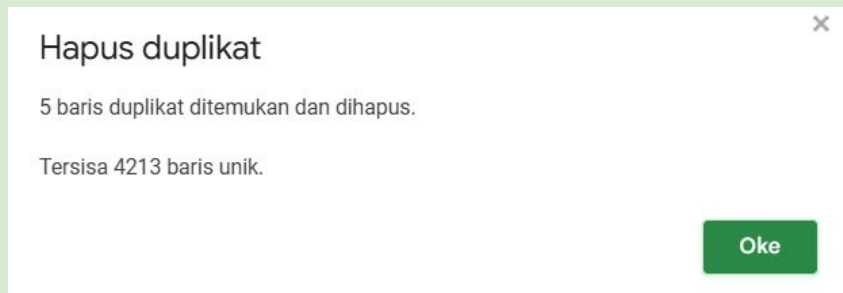 Hapus duplikat
5 baris duplikat ditemukan dan dihapus.
Tersisa 4213 baris unik.
Oke